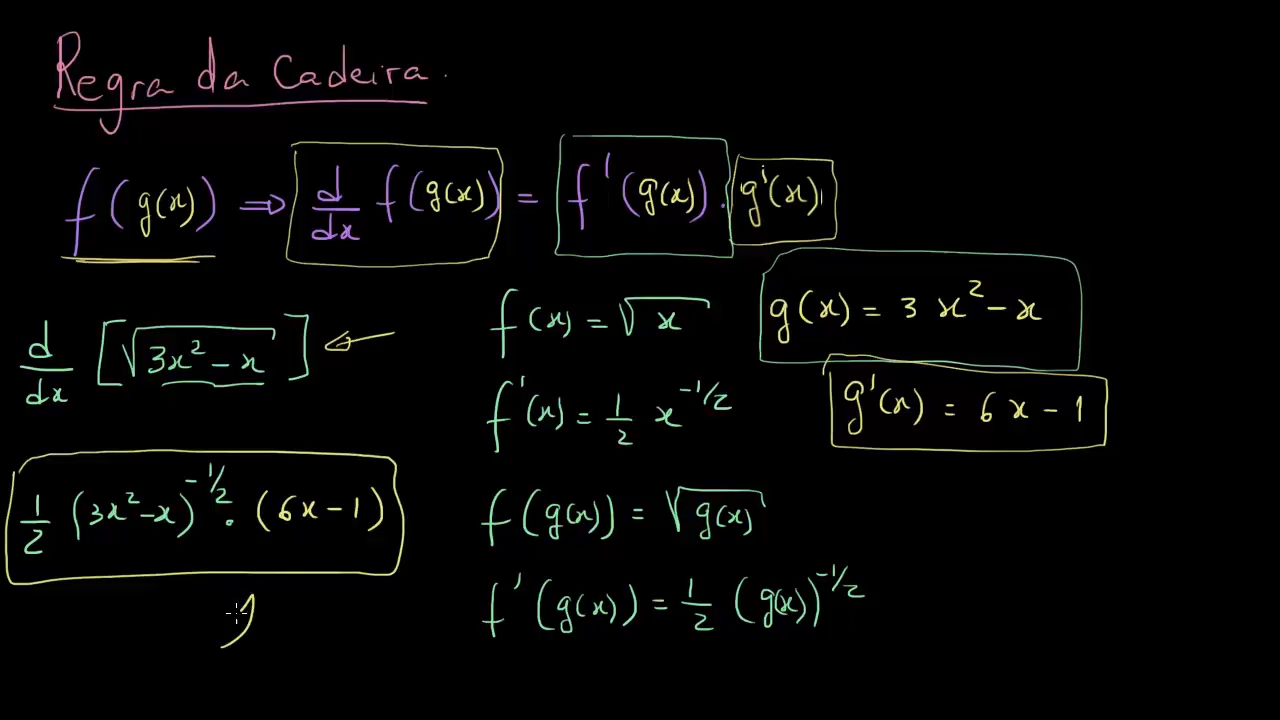 Regra da Cadeira.
f(g(x)) ⇒ d/dx f(g(x)) = f'(g(x)) · g'(x)
d/dx [√(3x² - x)]
f(x) = √x
g(x) = 3x² - x
f'(x) = 1/2 x^(-1/2)
g'(x) = 6x - 1
1/2 (3x² - x)^(-1/2) · (6x - 1)
f(g(x)) = √g(x)
f'(g(x)) = 1/2 (g(x))^(-1/2)